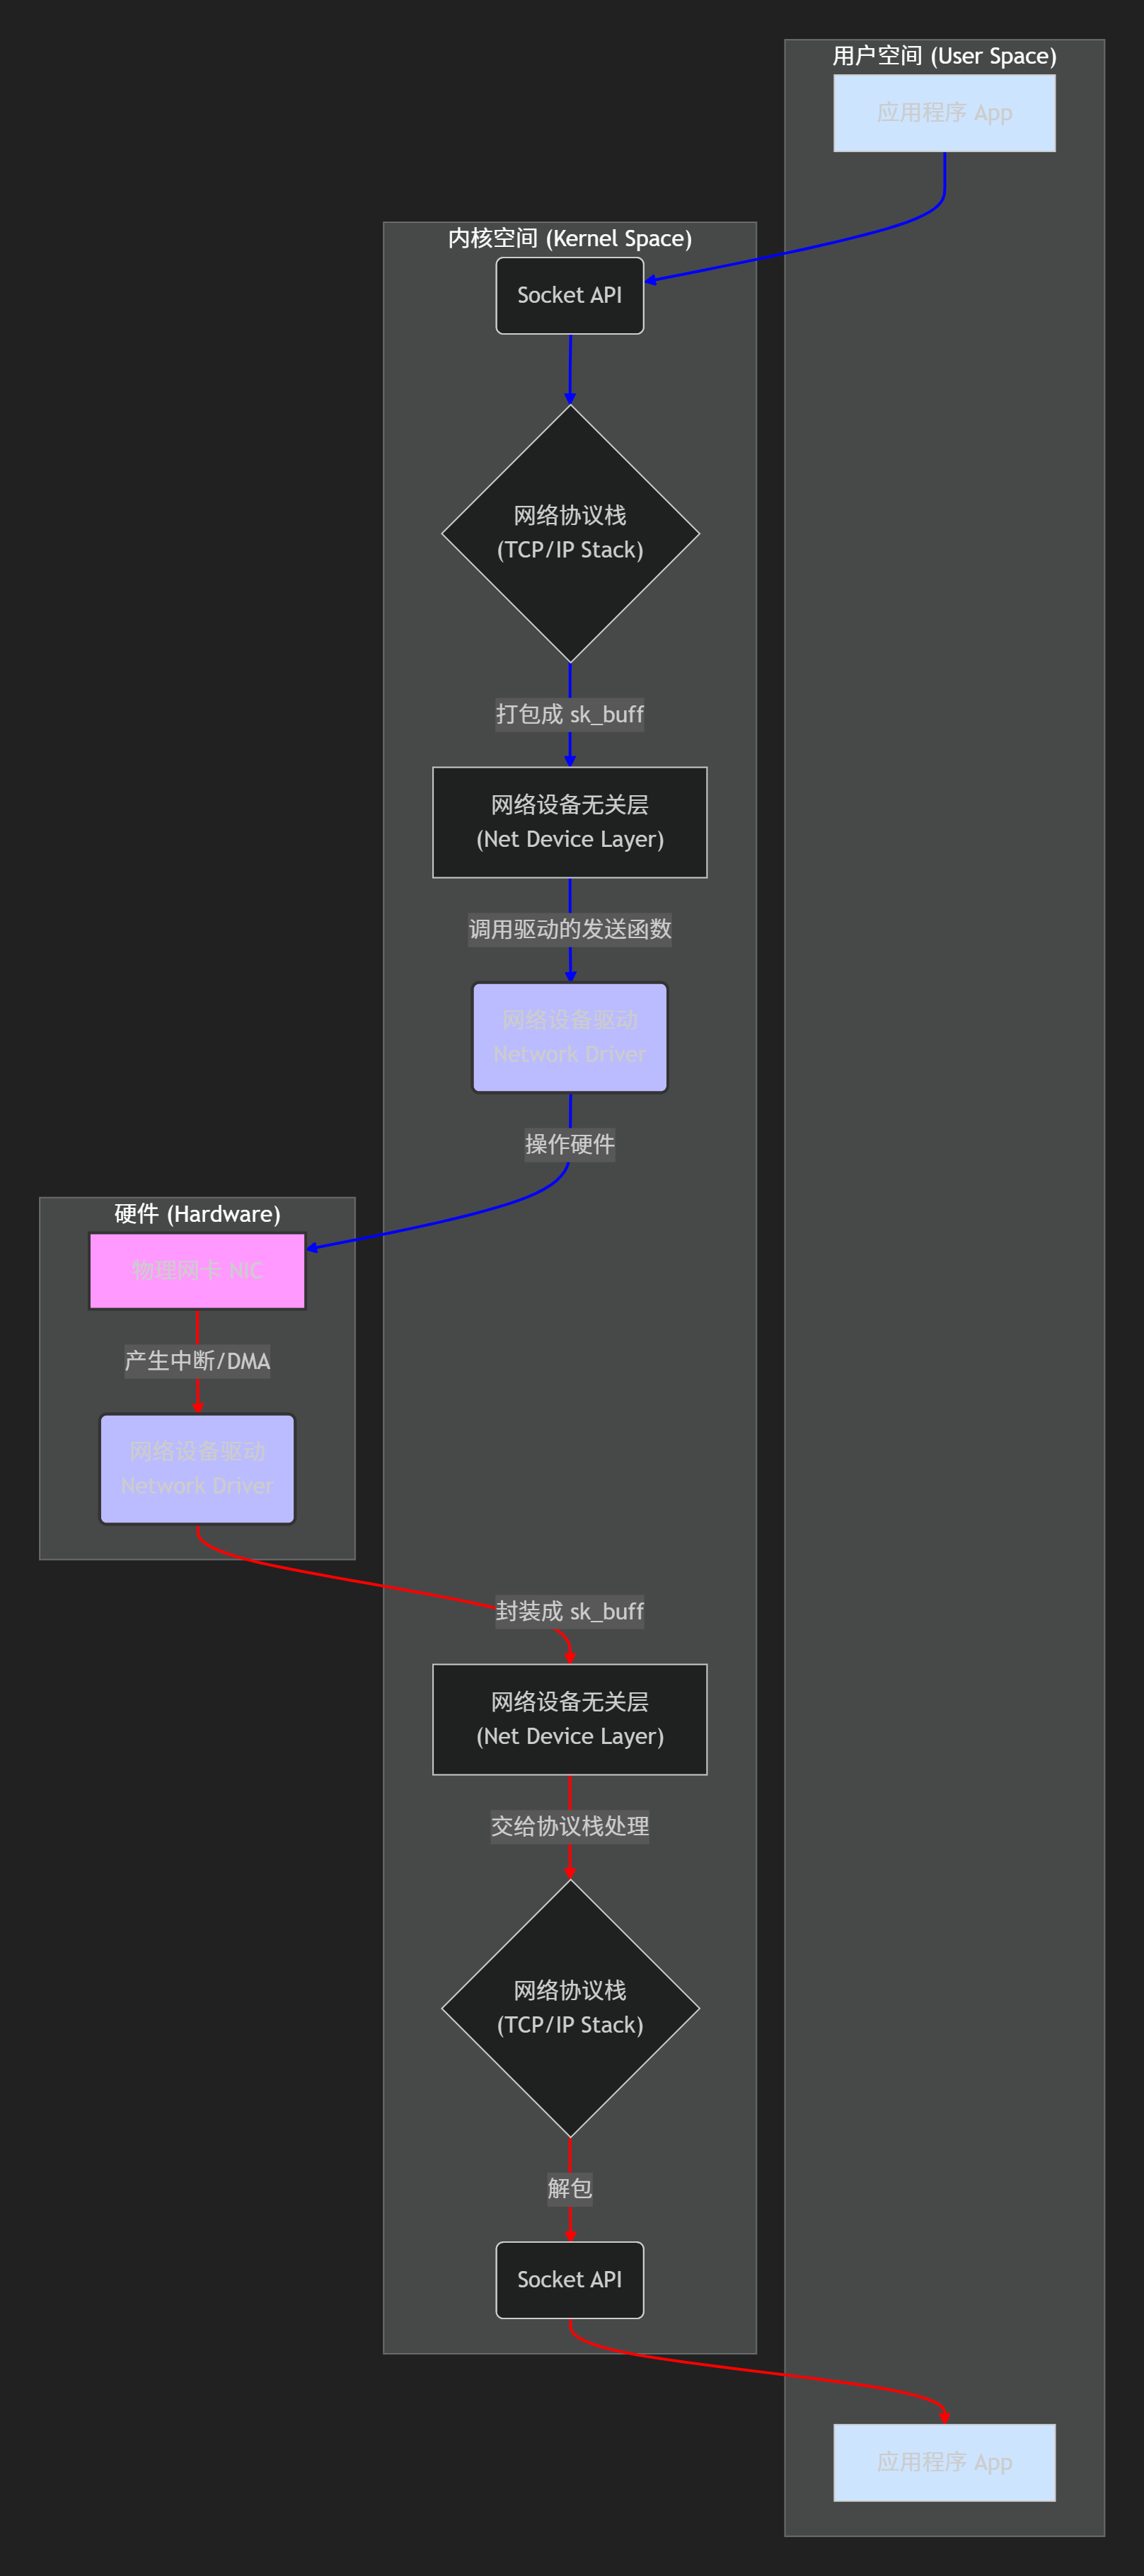 用户空间 (User Space)
应用程序 App
内核空间 (Kernel Space)
Socket API
网络协议栈
(TCP/IP Stack)
打包成 sk_buff
网络设备无关层
(Net Device Layer)
调用驱动的发送函数
网络设备驱动
Network Driver
操作硬件
硬件 (Hardware)
物理网卡 NIC
产生中断/DMA
网络设备驱动
Network Driver
封装成 sk_buff
网络设备无关层
(Net Device Layer)
交给协议栈处理
网络协议栈
(TCP/IP Stack)
解包
Socket API
应用程序 App